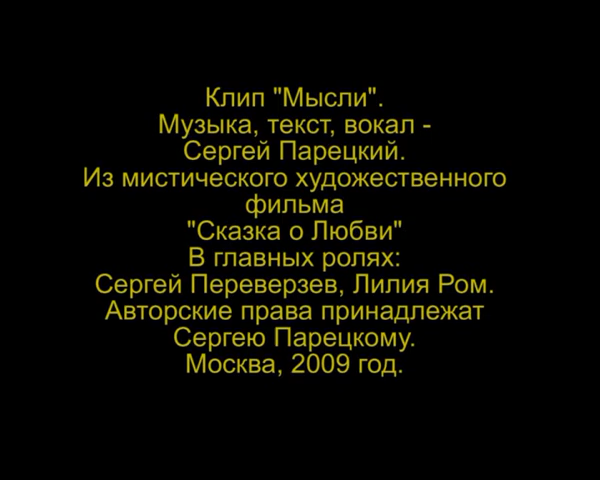 Клип "Мысли".
Музыка, текст, вокал -
Сергей Парецкий.
Из мистического художественного
фильма
"Сказка о Любви"
В главных ролях:
Сергей Переверзев, Лилия Ром.
Авторские права принадлежат
Сергею Парецкому.
Москва, 2009 год.